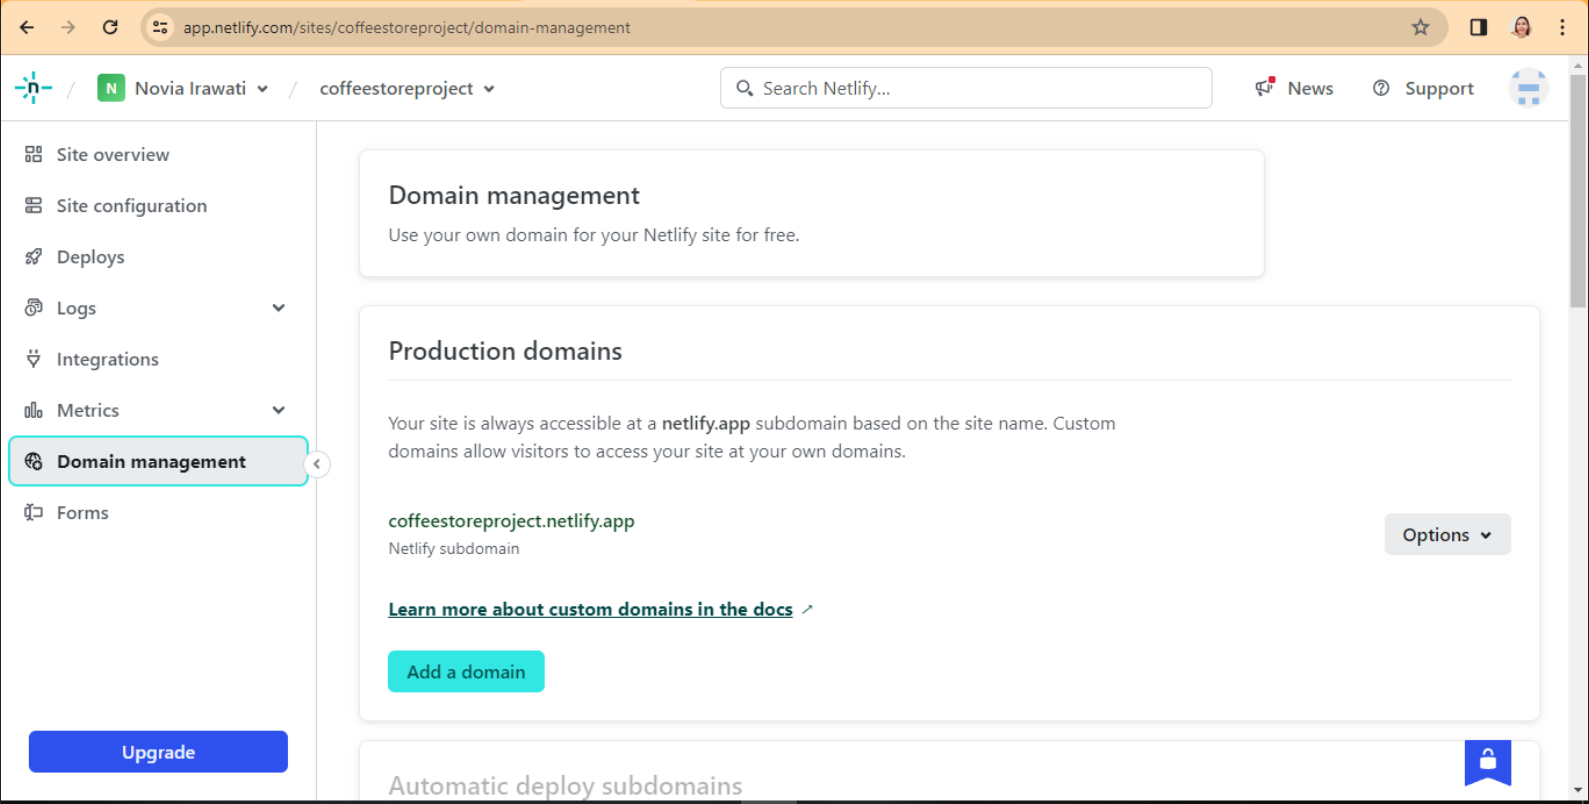 app.netlify.com/sites/coffeestoreproject/domain-management
n / N Novia Irawati / coffeestoreproject
Search Netlify...
News
Support
Site overview
Site configuration
Deploys
Logs
Integrations
Metrics
Domain management
Forms
Upgrade
Domain management
Use your own domain for your Netlify site for free.
Production domains
Your site is always accessible at a netlify.app subdomain based on the site name. Custom
domains allow visitors to access your site at your own domains.
coffeestoreproject.netlify.app
Netlify subdomain
Options
Learn more about custom domains in the docs
Add a domain
Automatic deploy subdomains